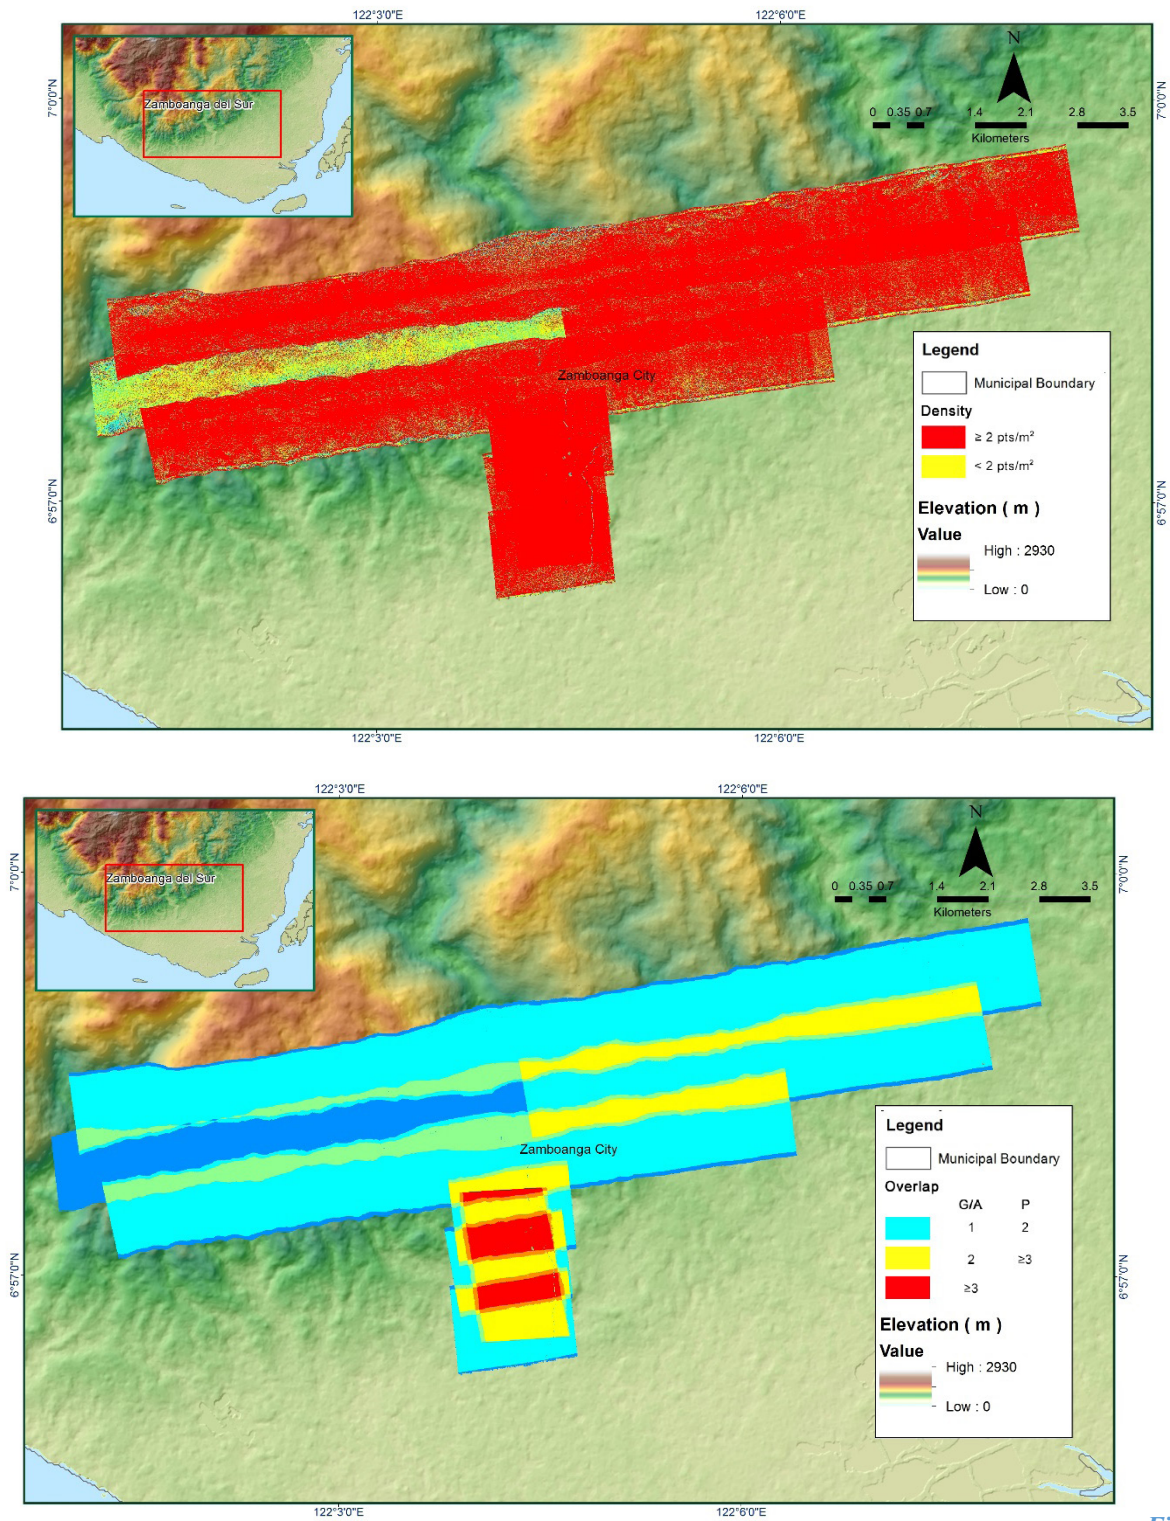 122°3'0"E
122°6'0"E
7°0'0"N
7°0'0"N
Zamboanga del Sur
N
0 0.35 0.7 1.4 2.1 2.8 3.5
Kilometers
Zamboanga City
Legend
Municipal Boundary
Density
≥ 2 pts/m²
< 2 pts/m²
Elevation ( m )
Value
High : 2930
Low : 0
6°57'0"N
6°57'0"N
122°3'0"E
122°6'0"E
122°3'0"E
122°6'0"E
7°0'0"N
7°0'0"N
Zamboanga del Sur
N
0 0.35 0.7 1.4 2.1 2.8 3.5
Kilometers
Zamboanga City
Legend
Municipal Boundary
Overlap
G/A P
1 2
2 ≥3
≥3
Elevation ( m )
Value
High : 2930
Low : 0
6°57'0"N
6°57'0"N
122°3'0"E
122°6'0"E